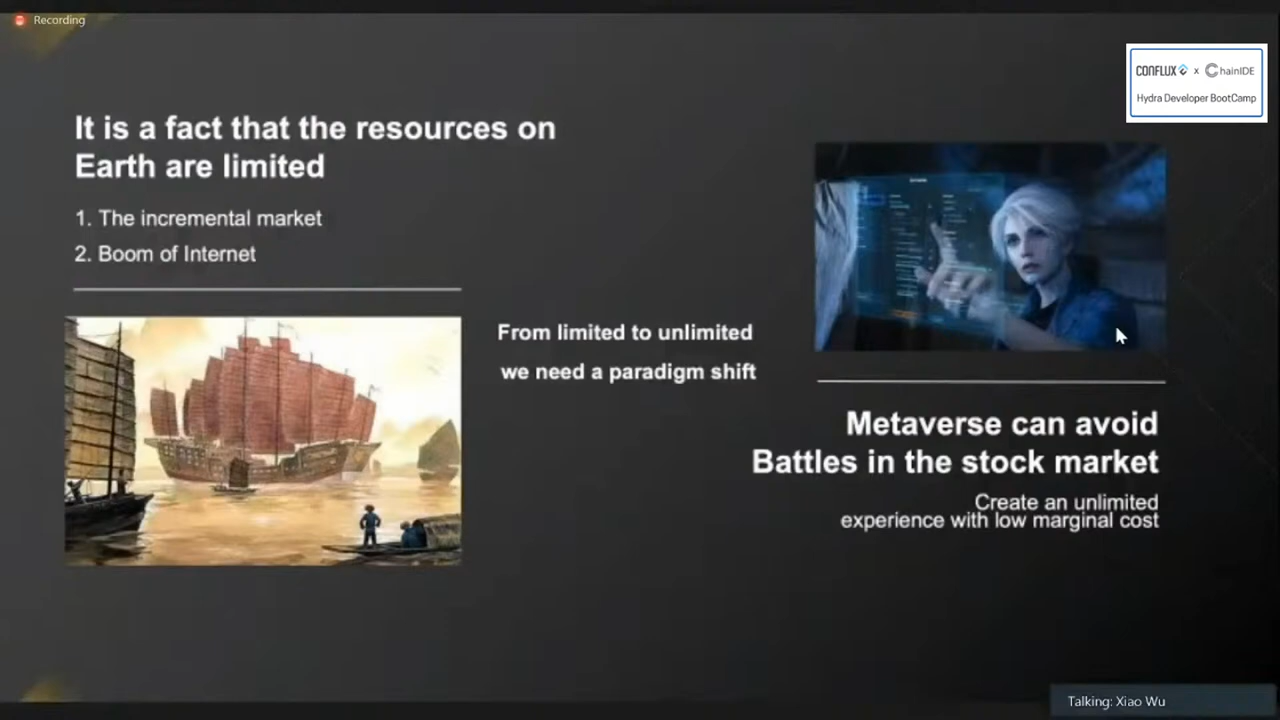 Recording
CONFLUX x ChainIDE
Hydra Developer BootCamp
It is a fact that the resources on
Earth are limited
1. The incremental market
2. Boom of Internet
From limited to unlimited
we need a paradigm shift
Metaverse can avoid
Battles in the stock market
Create an unlimited
experience with low marginal cost
Talking: Xiao Wu